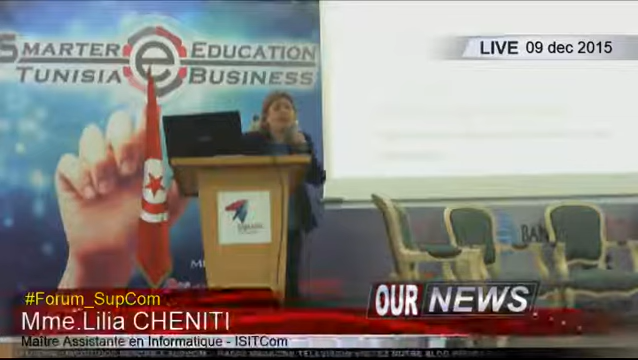 SMARTER EDUCATION
TUNISIA BUSINESS
LIVE 09 dec 2015
BAN
#Forum_SupCom
OUR NEWS
Mme.Lilia CHENITI
Maître Assistante en Informatique - ISITCom